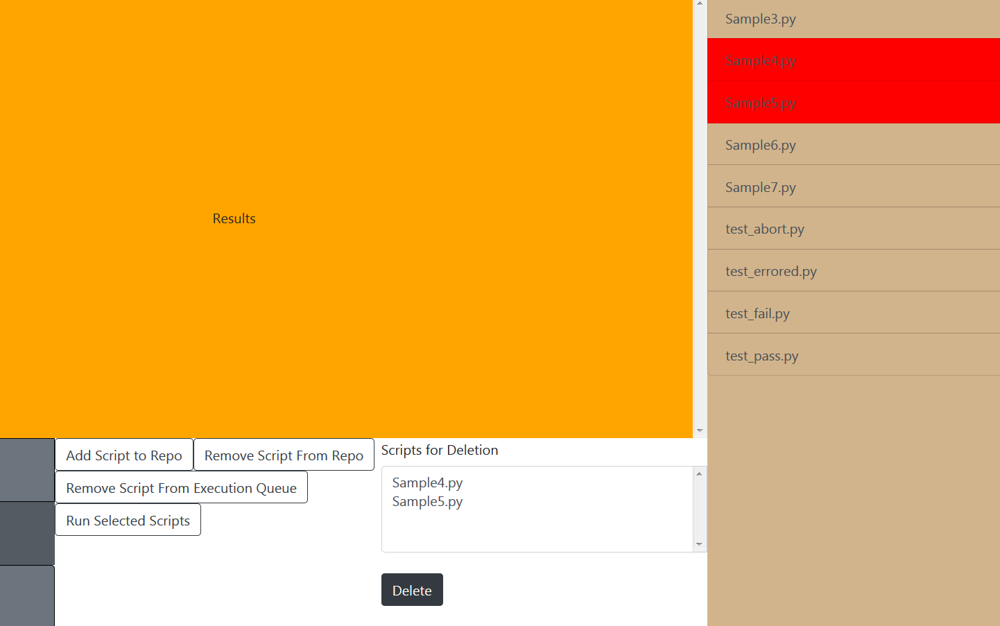 Results
Add Script to Repo
Remove Script From Repo
Remove Script From Execution Queue
Run Selected Scripts
Scripts for Deletion
Sample4.py
Sample5.py
Delete
Sample3.py
Sample4.py
Sample5.py
Sample6.py
Sample7.py
test_abort.py
test_errored.py
test_fail.py
test_pass.py